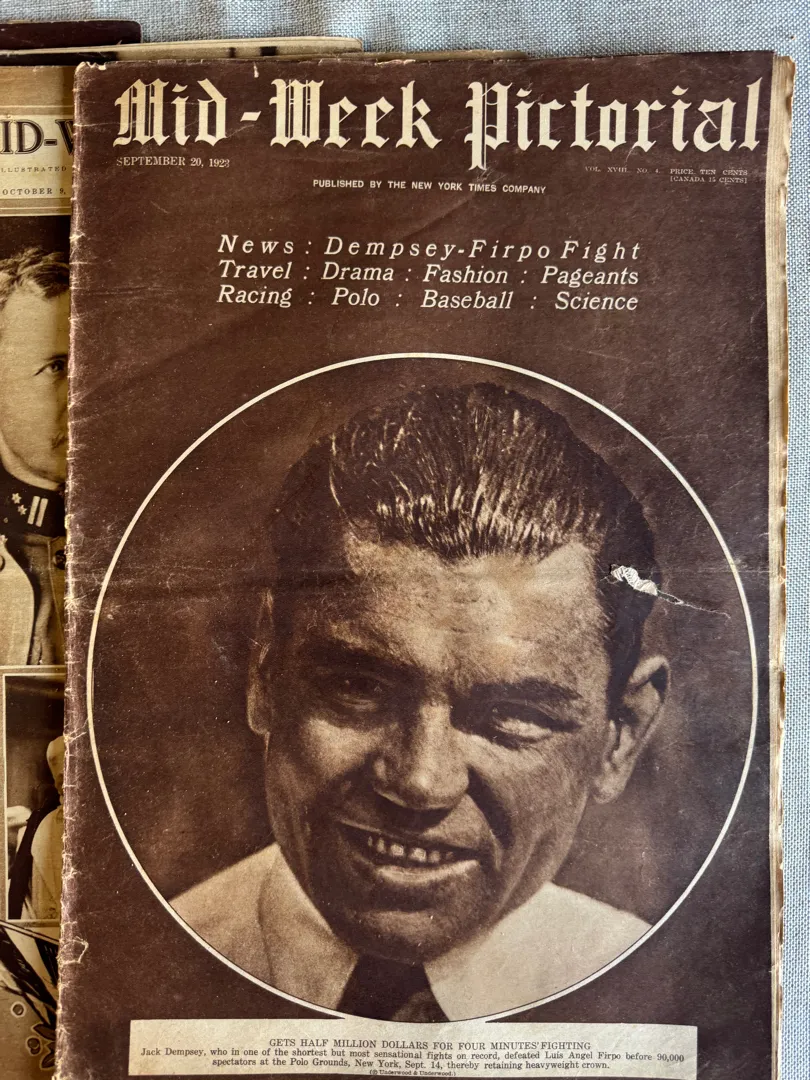 Mid-Week Pictorial
SEPTEMBER 20, 1923
VOL. XVIII. NO. 4. PRICE TEN CENTS
[CANADA 15 CENTS]
PUBLISHED BY THE NEW YORK TIMES COMPANY
News : Dempsey-Firpo Fight
Travel : Drama : Fashion : Pageants
Racing : Polo : Baseball : Science
GETS HALF MILLION DOLLARS FOR FOUR MINUTES' FIGHTING
Jack Dempsey, who in one of the shortest but most sensational fights on record, defeated Luis Angel Firpo before 90,000
spectators at the Polo Grounds, New York, Sept. 14, thereby retaining heavyweight crown.
(© Underwood & Underwood.)
ID-W
LLUSTRATED
OCTOBER 9,